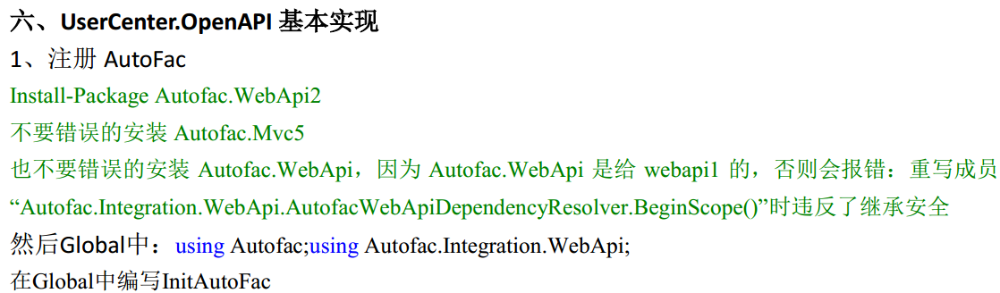 六、UserCenter.OpenAPI 基本实现
1、注册 AutoFac
Install-Package Autofac.WebApi2
不要错误的安装 Autofac.Mvc5
也不要错误的安装 Autofac.WebApi，因为 Autofac.WebApi 是给 webapi1 的，否则会报错：重写成员
“Autofac.Integration.WebApi.AutofacWebApiDependencyResolver.BeginScope()”时违反了继承安全
然后Global中：using Autofac;using Autofac.Integration.WebApi;
在Global中编写InitAutoFac